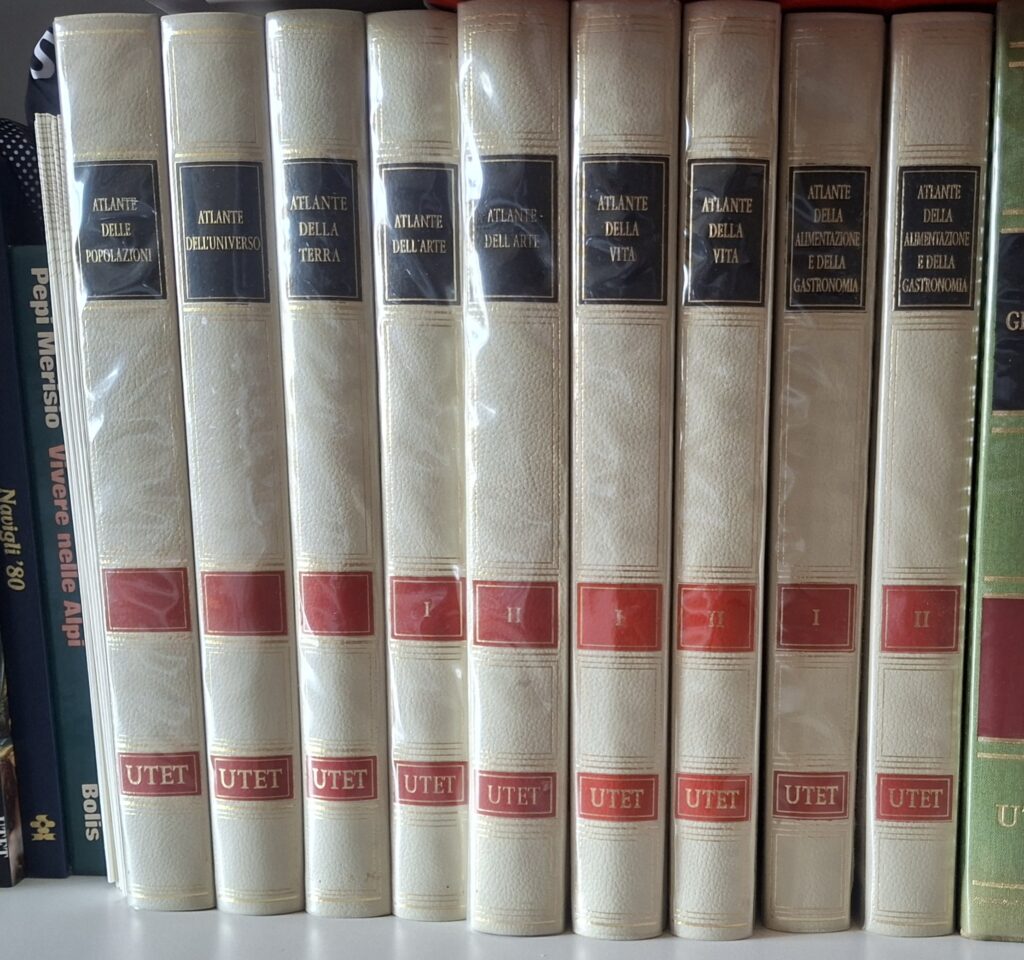 Navigli '80
UTET
Pepi Merisio Vivere nelle Alpi
Bolis
ATLANTE
DELLE
POPOLAZIONI
UTET
ATLANTE
DELL'UNIVERSO
UTET
ATLANTE
DELLA
TERRA
UTET
ATLANTE
DELL'ARTE
I
UTET
ATLANTE
DELL'ARTE
II
UTET
ATLANTE
DELLA
VITA
I
UTET
ATLANTE
DELLA
VITA
II
UTET
ATLANTE
DELLA
ALIMENTAZIONE
E DELLA
GASTRONOMIA
I
UTET
ATLANTE
DELLA
ALIMENTAZIONE
E DELLA
GASTRONOMIA
II
UTET